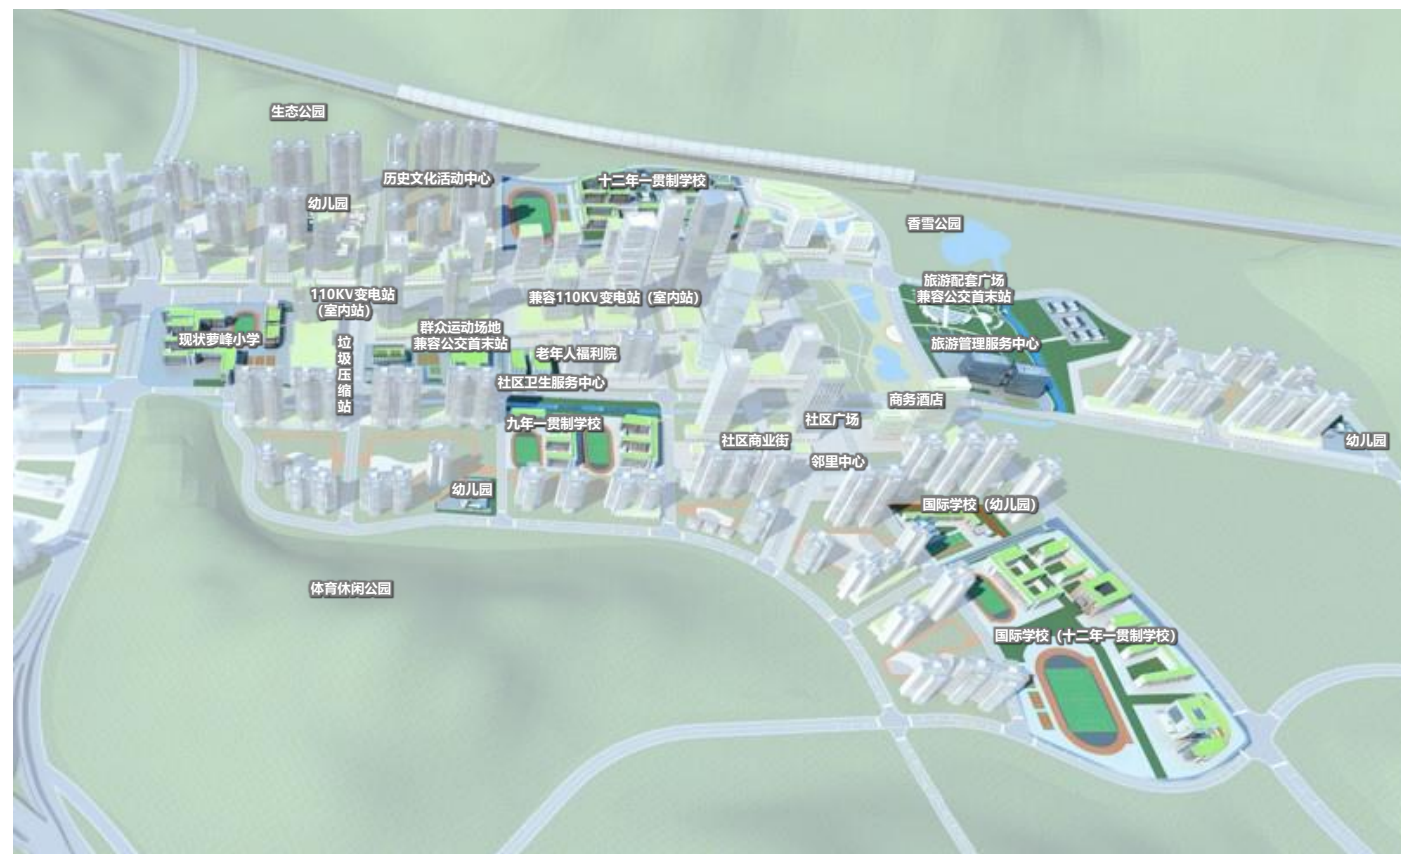 生态公园
历史文化活动中心
十二年一贯制学校
幼儿园
香雪公园
旅游配套广场
兼容公交首末站
110KV变电站
（室内站）
兼容110KV变电站（室内站）
群众运动场地
兼容公交首末站
现状萝峰小学
垃圾压缩站
老年人福利院
旅游管理服务中心
社区卫生服务中心
商务酒店
九年一贯制学校
社区广场
社区商业街
幼儿园
邻里中心
幼儿园
国际学校（幼儿园）
体育休闲公园
国际学校（十二年一贯制学校）